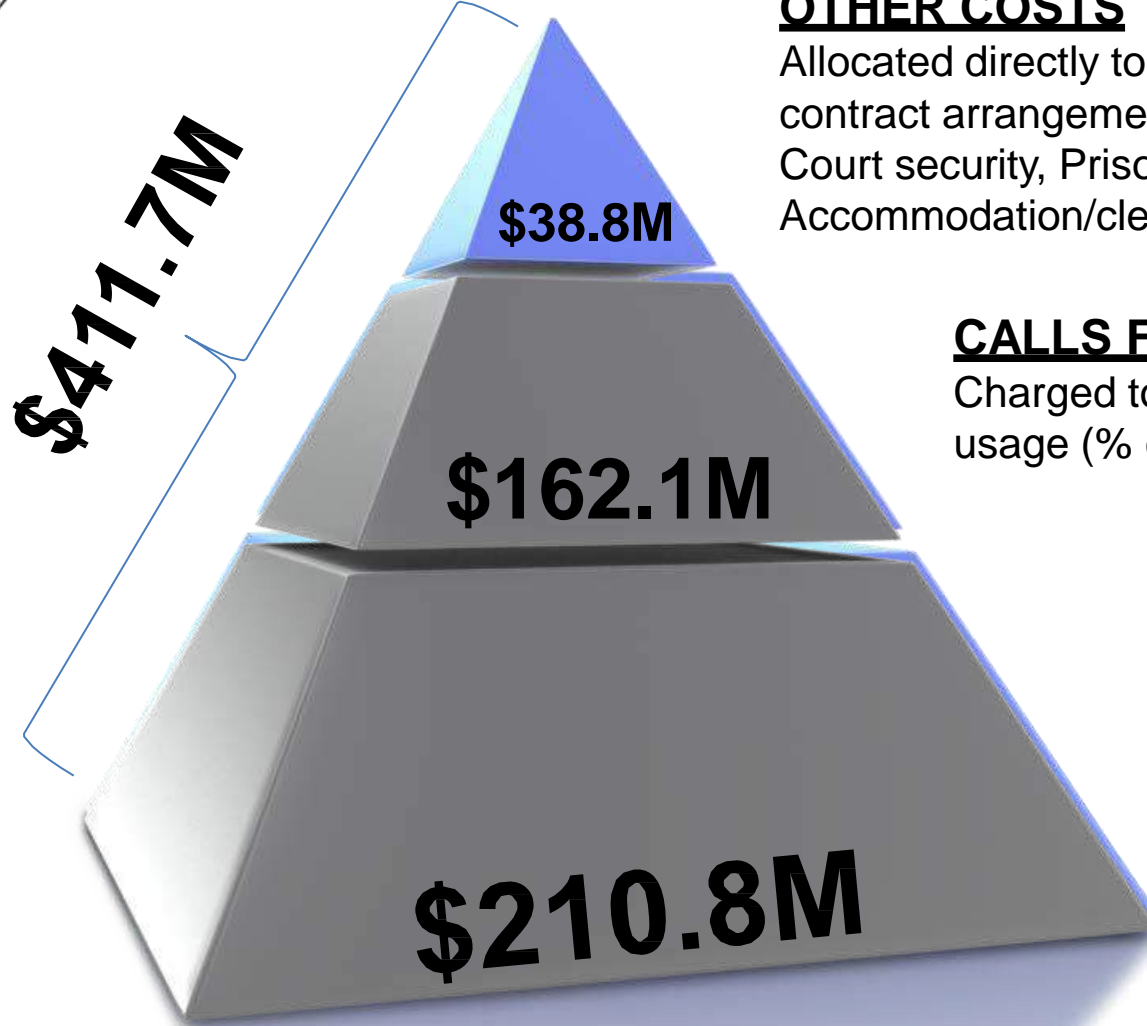 OTHER COSTS
Allocated directly to
contract arrangeme
Court security, Priso
Accommodation/cle
$411.7M
$38.8M
CALLS F
Charged to
usage (% 
$162.1M
$210.8M